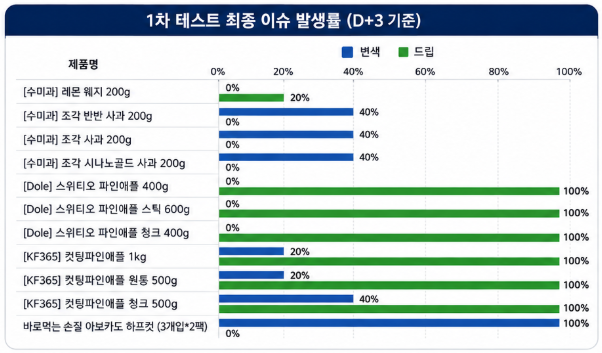 1차 테스트 최종 이슈 발생률 (D+3 기준)
변색 드립
제품명
0% 20% 40% 60% 80% 100%
[수미과] 레몬 웨지 200g 0% 20%
[수미과] 조각 반반 사과 200g 40% 0%
[수미과] 조각 사과 200g 40% 0%
[수미과] 조각 시나노골드 사과 200g 40% 0%
[Dole] 스위티오 파인애플 400g 0% 100%
[Dole] 스위티오 파인애플 스틱 600g 0% 100%
[Dole] 스위티오 파인애플 청크 400g 0% 100%
[KF365] 컷팅파인애플 1kg 20% 100%
[KF365] 컷팅파인애플 원통 500g 20% 100%
[KF365] 컷팅파인애플 청크 500g 40% 100%
바로먹는 손질 아보카도 하프컷 (3개입*2팩) 100% 0%